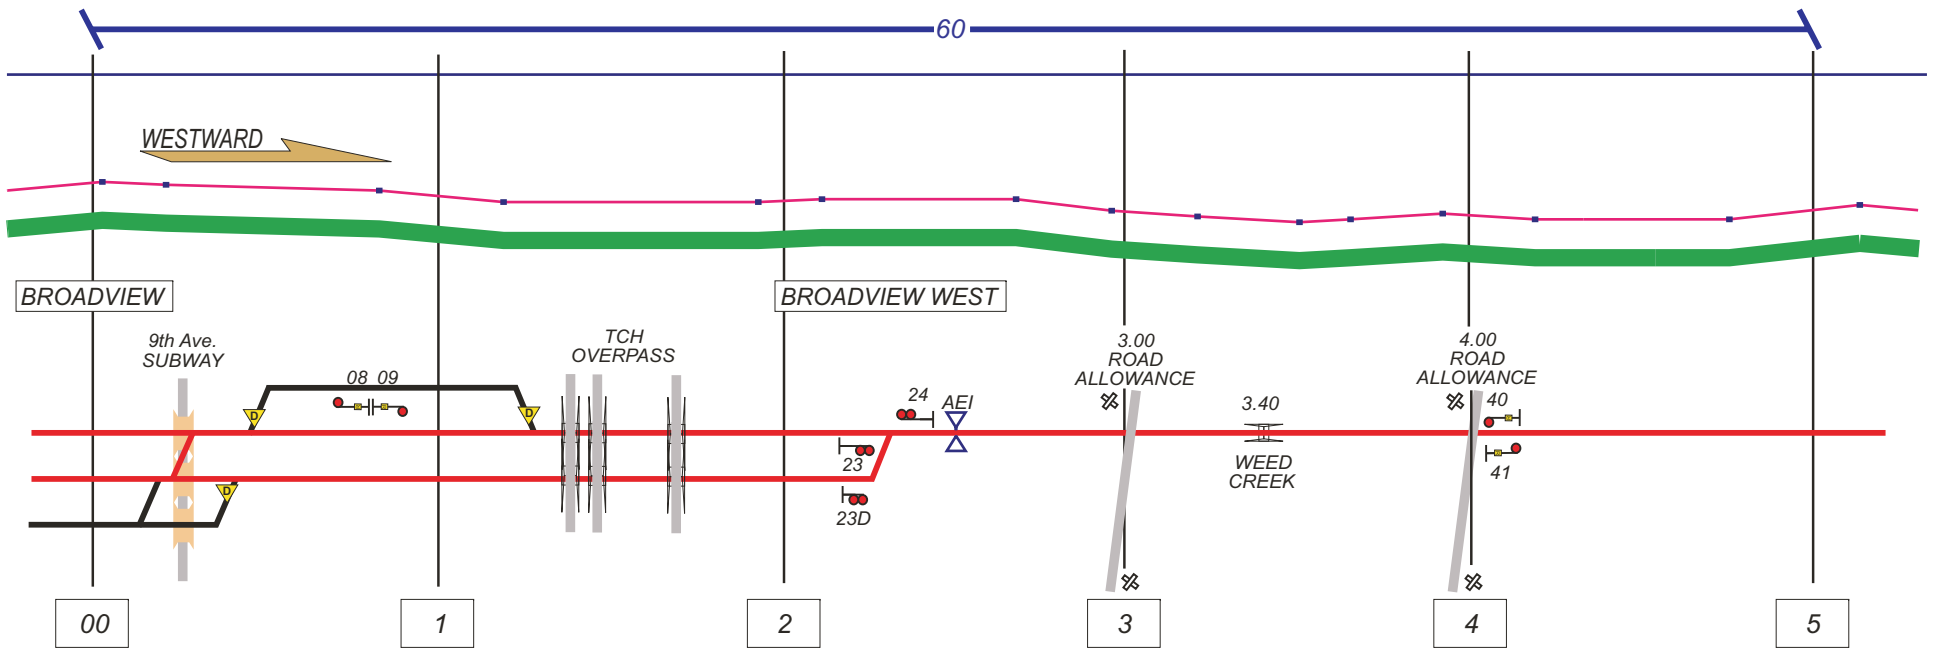 60
WESTWARD
BROADVIEW
BROADVIEW WEST
9th Ave.
SUBWAY
TCH
OVERPASS
3.00
ROAD
ALLOWANCE
4.00
ROAD
ALLOWANCE
08 09
24
AEI
3.40
40
D
D
23
WEED
CREEK
41
D
23D
00
1
2
3
4
5